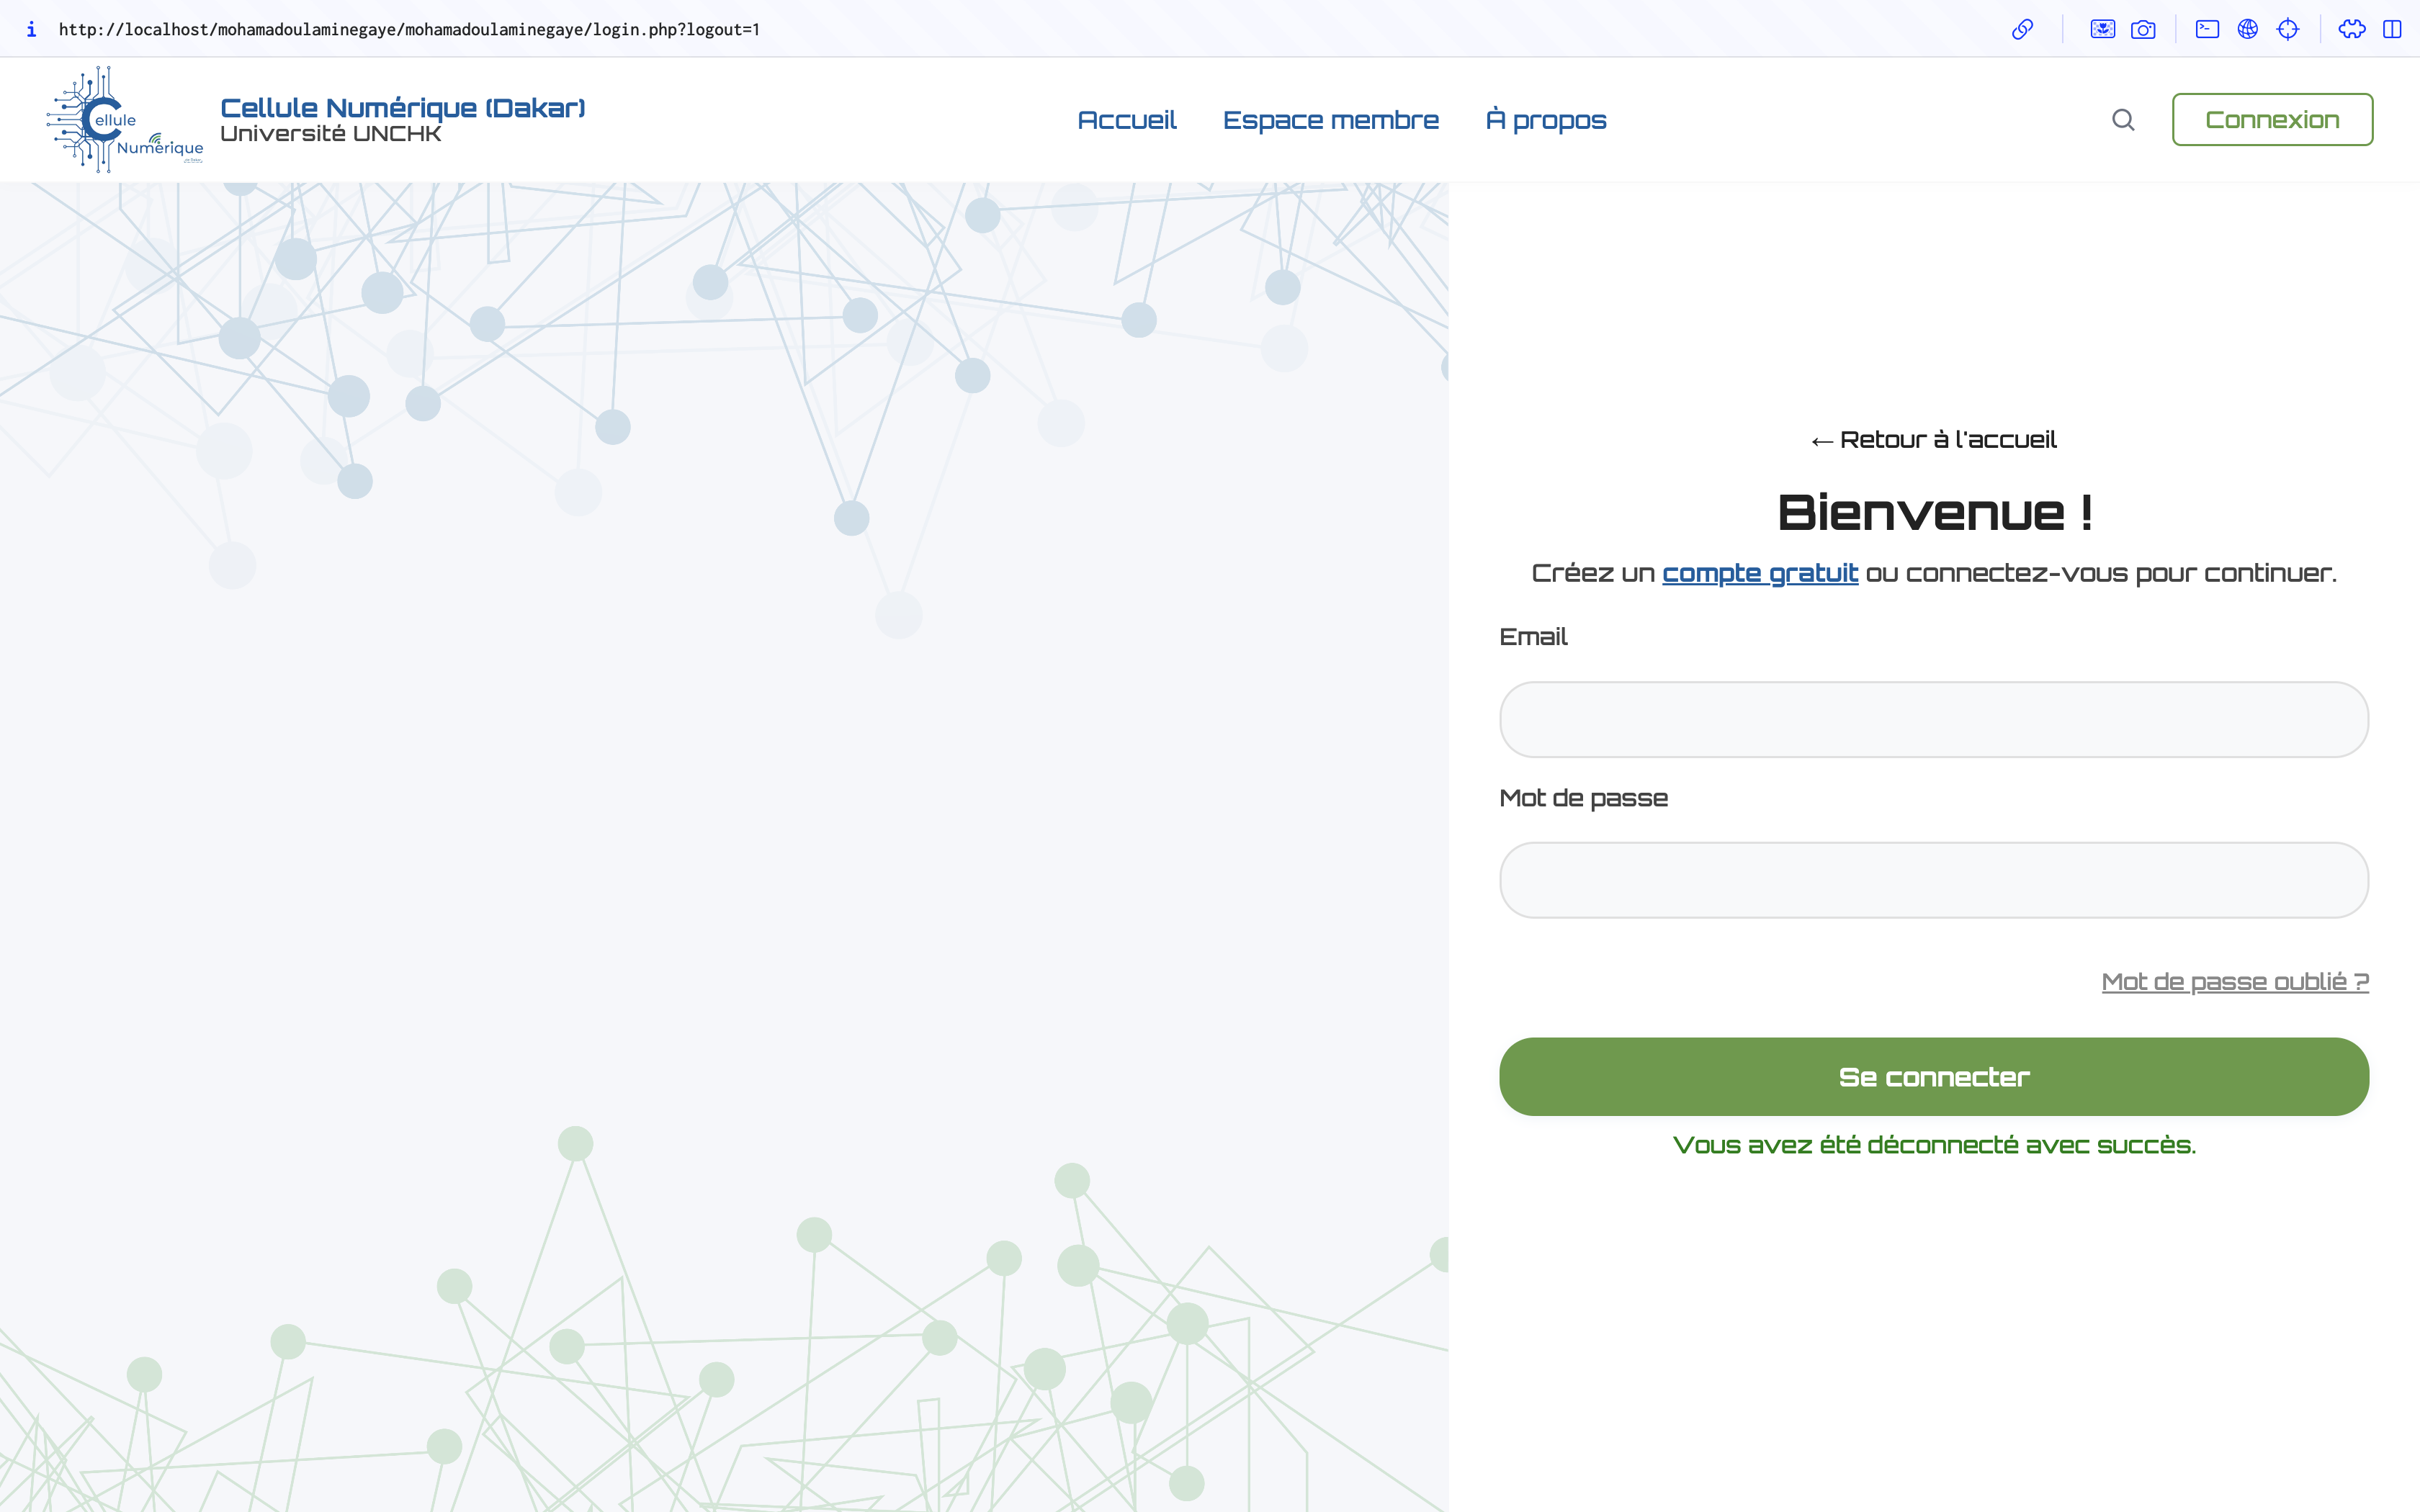 http://localhost/mohamadoulaminegaye/mohamadoulaminegaye/login.php?logout=1
Cellule
Numérique
Cellule Numérique (Dakar)
Université UNCHK
Accueil
Espace membre
À propos
Connexion
← Retour à l'accueil
Bienvenue !
Créez un compte gratuit ou connectez-vous pour continuer.
Email
Mot de passe
Mot de passe oublié ?
Se connecter
Vous avez été déconnecté avec succès.